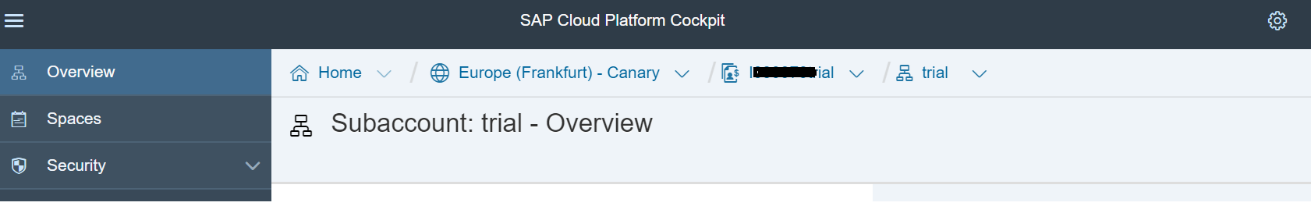 SAP Cloud Platform Cockpit
Overview
Home / Europe (Frankfurt) - Canary / trial
Spaces
Subaccount: trial - Overview
Security